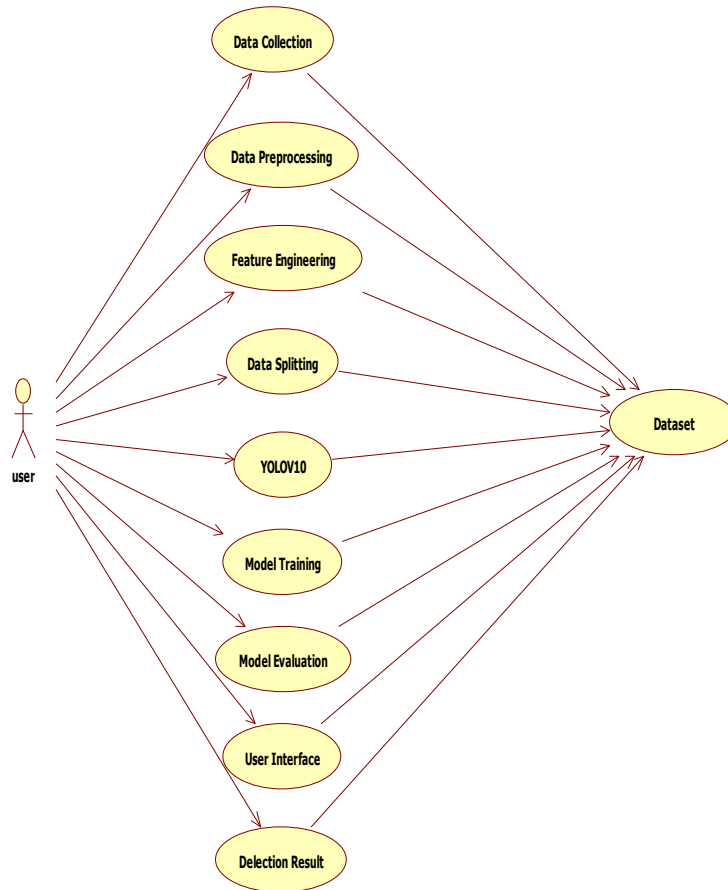 Data Collection
Data Preprocessing
Feature Engineering
Data Splitting
Dataset
YOLOV10
user
Model Training
Model Evaluation
User Interface
Delection Result